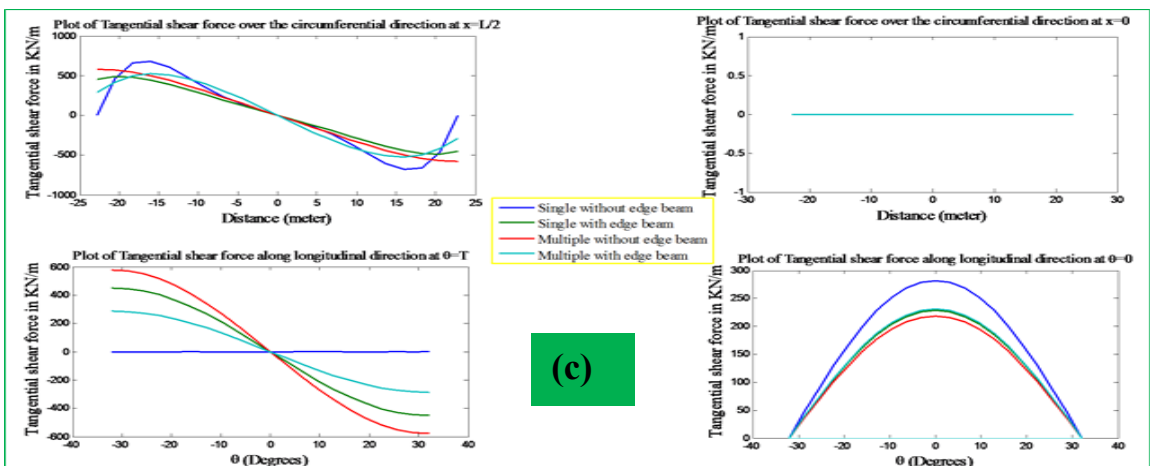 Plot of Tangential shear force over the circumferential direction at x=L/2
Tangential shear force in KN/m
1000
500
0
-500
-1000
-25 -20 -15 -10 -5 0 5 10 15 20 25
Distance (meter)
Plot of Tangential shear force over the circumferential direction at x=0
Tangential shear force in KN/m
1
0.5
0
-0.5
-1
-30 -20 -10 0 10 20 30
Distance (meter)
Single without edge beam
Single with edge beam
Multiple without edge beam
Multiple with edge beam
Plot of Tangential shear force along longitudinal direction at θ=T
Tangential shear force in KN/m
600
400
200
0
-200
-400
-600
-40 -30 -20 -10 0 10 20 30 40
θ (Degrees)
(c)
Plot of Tangential shear force along longitudinal direction at θ=0
Tangential shear force in KN/m
300
250
200
150
100
50
0
-40 -30 -20 -10 0 10 20 30 40
θ (Degrees)